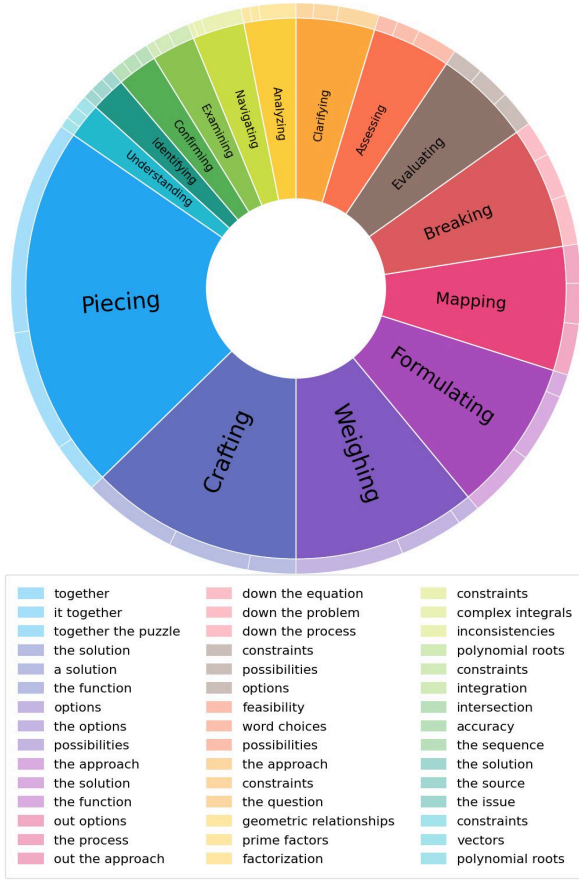 Analyzing
Clarifying
Assessing
Evaluating
Breaking
Mapping
Formulating
Weighing
Crafting
Piecing
Understanding
Identifying
Confirming
Examining
Navigating
together
it together
together the puzzle
the solution
a solution
the function
options
the options
possibilities
the approach
the solution
the function
out options
the process
out the approach
down the equation
down the problem
down the process
constraints
possibilities
options
feasibility
word choices
possibilities
the approach
constraints
the question
geometric relationships
prime factors
factorization
constraints
complex integrals
inconsistencies
polynomial roots
constraints
integration
intersection
accuracy
the sequence
the solution
the source
the issue
constraints
vectors
polynomial roots